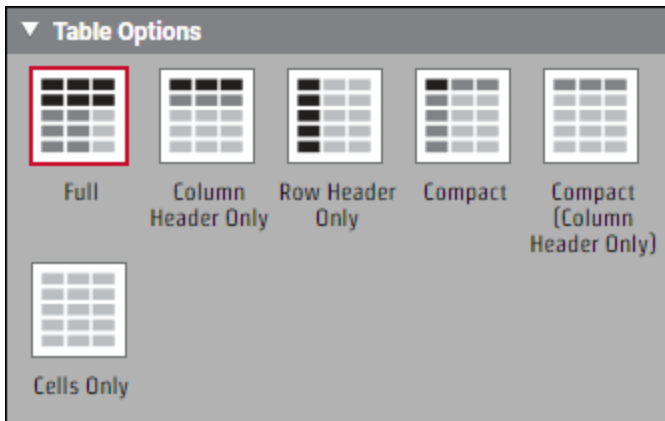 Table Options
Full
Column
Header Only
Row Header
Only
Compact
Compact
(Column
Header Only)
Cells Only